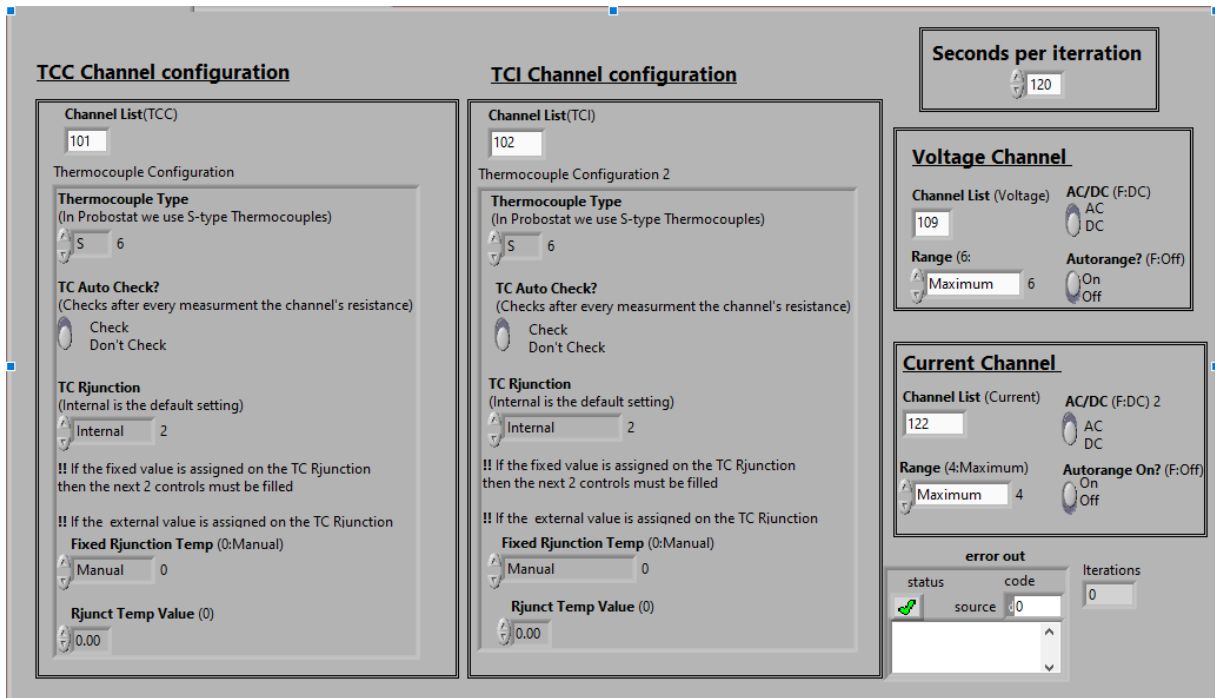 TCC Channel configuration
Channel List(TCC)
101
Thermocouple Configuration
Thermocouple Type
(In Probostat we use S-type Thermocouples)
S 6
TC Auto Check?
(Checks after every measurment the channel's resistance)
Check
Don't Check
TC Rjunction
(Internal is the default setting)
Internal 2
!! If the fixed value is assigned on the TC Rjunction
then the next 2 controls must be filled
!! If the external value is assigned on the TC Rjunction
Fixed Rjunction Temp (0:Manual)
Manual 0
Rjunct Temp Value (0)
0.00
TCI Channel configuration
Channel List(TCI)
102
Thermocouple Configuration 2
Thermocouple Type
(In Probostat we use S-type Thermocouples)
S 6
TC Auto Check?
(Checks after every measurment the channel's resistance)
Check
Don't Check
TC Rjunction
(Internal is the default setting)
Internal 2
!! If the fixed value is assigned on the TC Rjunction
then the next 2 controls must be filled
!! If the external value is assigned on the TC Rjunction
Fixed Rjunction Temp (0:Manual)
Manual 0
Rjunct Temp Value (0)
0.00
Seconds per iterration
120
Voltage Channel
Channel List (Voltage)
109
AC/DC (F:DC)
AC
DC
Range (6:
Maximum 6
Autorange? (F:Off)
On
Off
Current Channel
Channel List (Current)
122
AC/DC (F:DC) 2
AC
DC
Range (4:Maximum)
Maximum 4
Autorange On? (F:Off)
On
Off
error out
status code
d0
source
Iterations
0